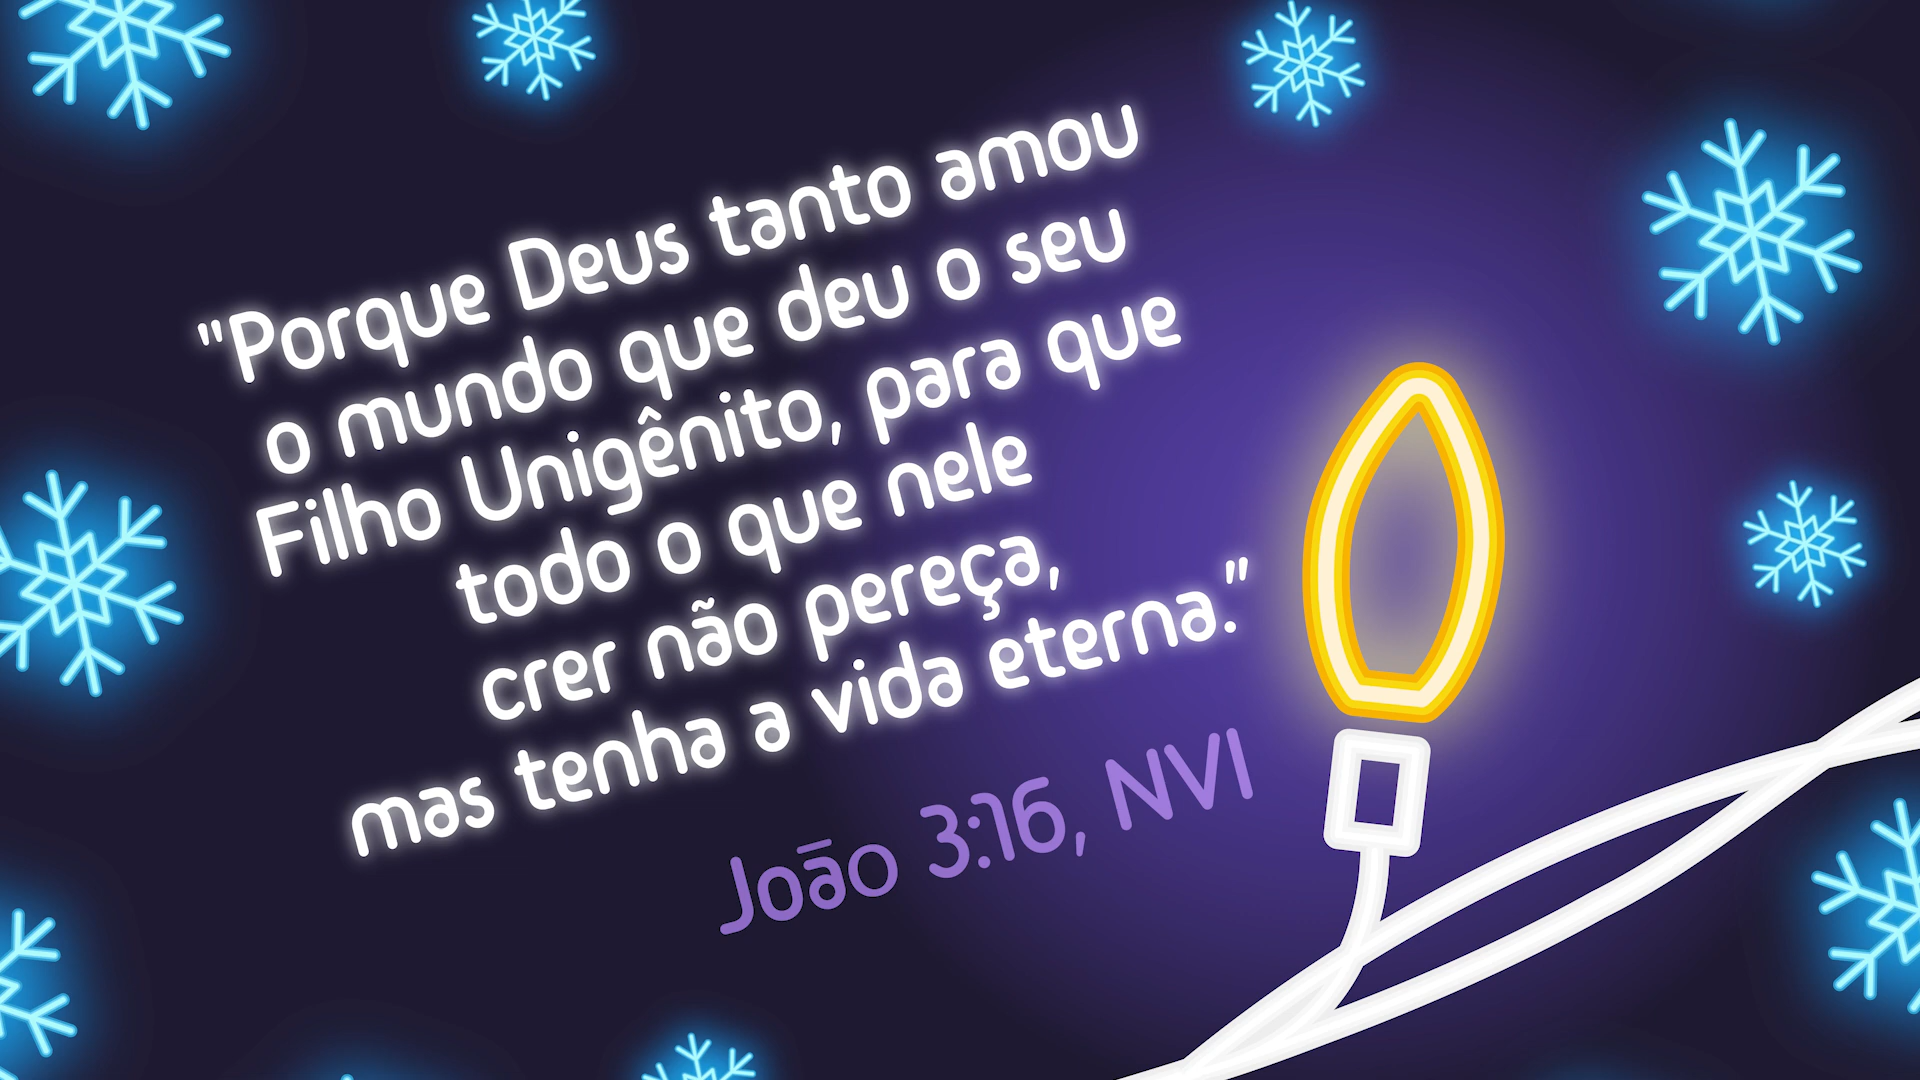 "Porque Deus tanto amou
o mundo que deu o seu
Filho Unigênito, para que
todo o que nele
crer não pereça,
mas tenha a vida eterna."
João 3:16, NVI